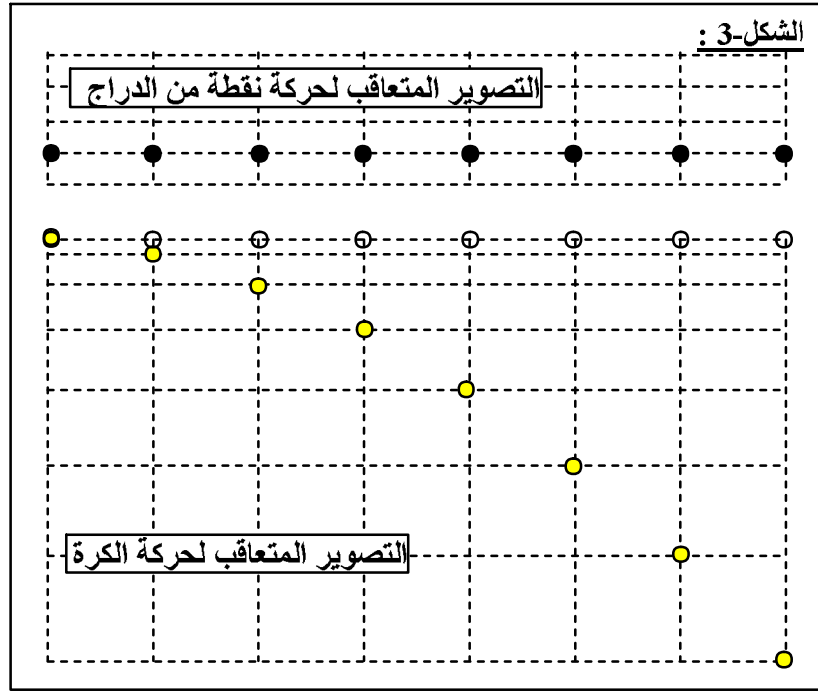 الشكل-3 :
التصوير المتعاقب لحركة نقطة من الدراج
التصوير المتعاقب لحركة الكرة